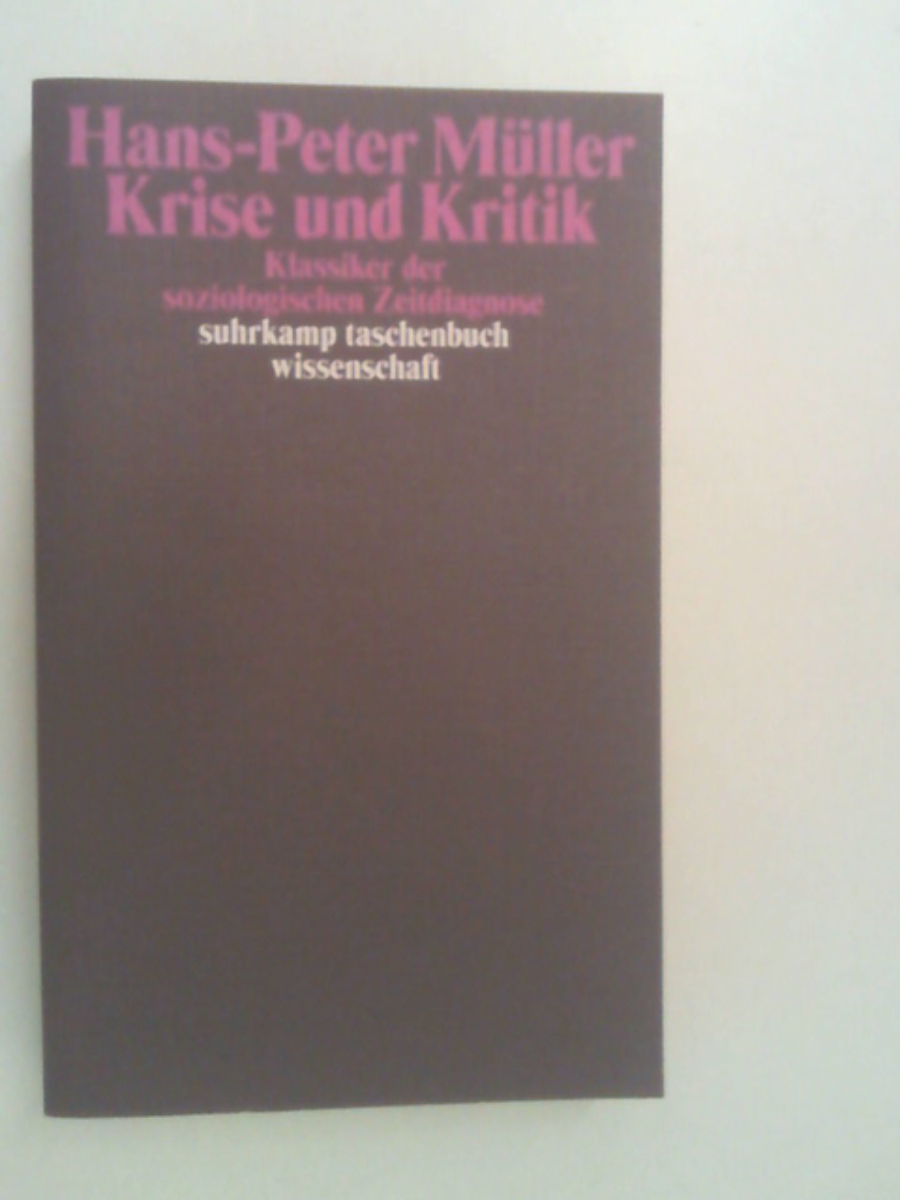 Hans-Peter Müller
Krise und Kritik
Klassiker der
soziologischen Zeitdiagnose
suhrkamp taschenbuch
wissenschaft